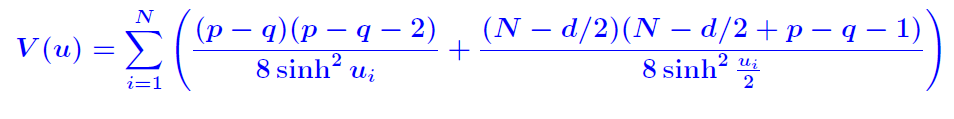 V(u) = \sum_{i=1}^{N} \left( \frac{(p-q)(p-q-2)}{8 \sinh^2 u_i} + \frac{(N-d/2)(N-d/2+p-q-1)}{8 \sinh^2 \frac{u_i}{2}} \right)